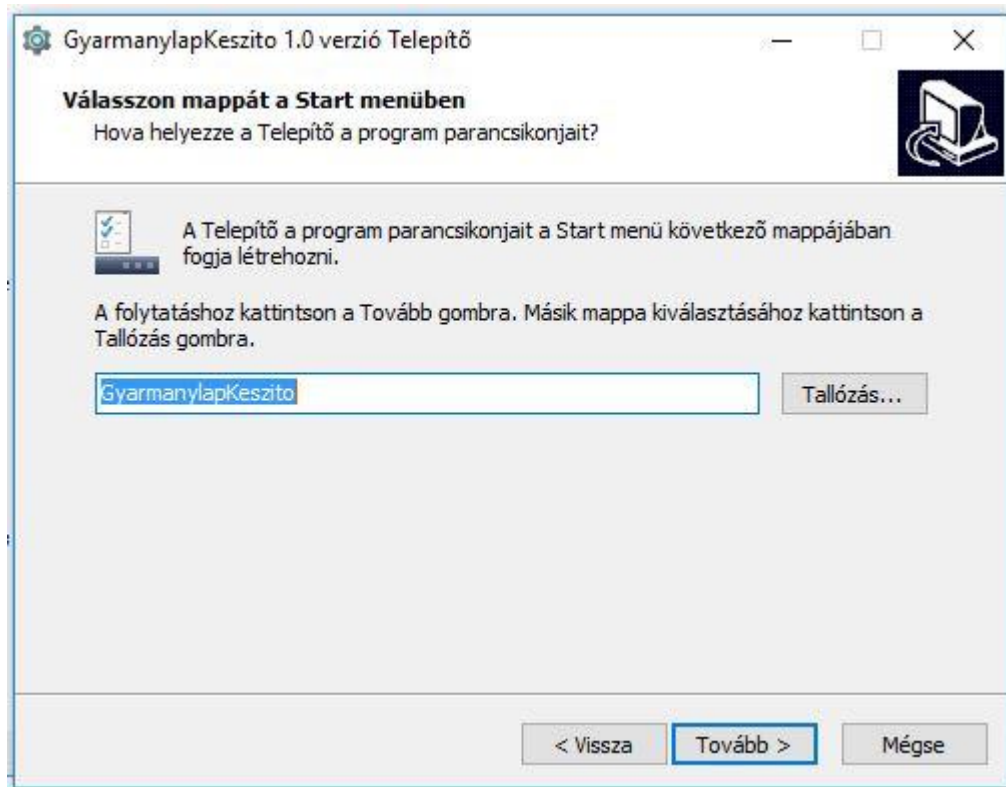 GyarmanylapKeszito 1.0 verzió Telepítő
Válasszon mappát a Start menüben
Hova helyezze a Telepítő a program parancsikonjait?
A Telepítő a program parancsikonjait a Start menü következő mappájában
fogja létrehozni.
A folytatáshoz kattintson a Tovább gombra. Másik mappa kiválasztásához kattintson a
Tallózás gombra.
GyarmanylapKeszito
Tallózás...
< Vissza
Tovább >
Mégse